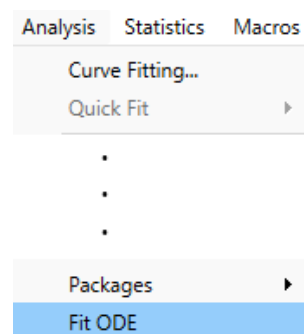 Analysis Statistics Macros
Curve Fitting...
Quick Fit
Packages
Fit ODE